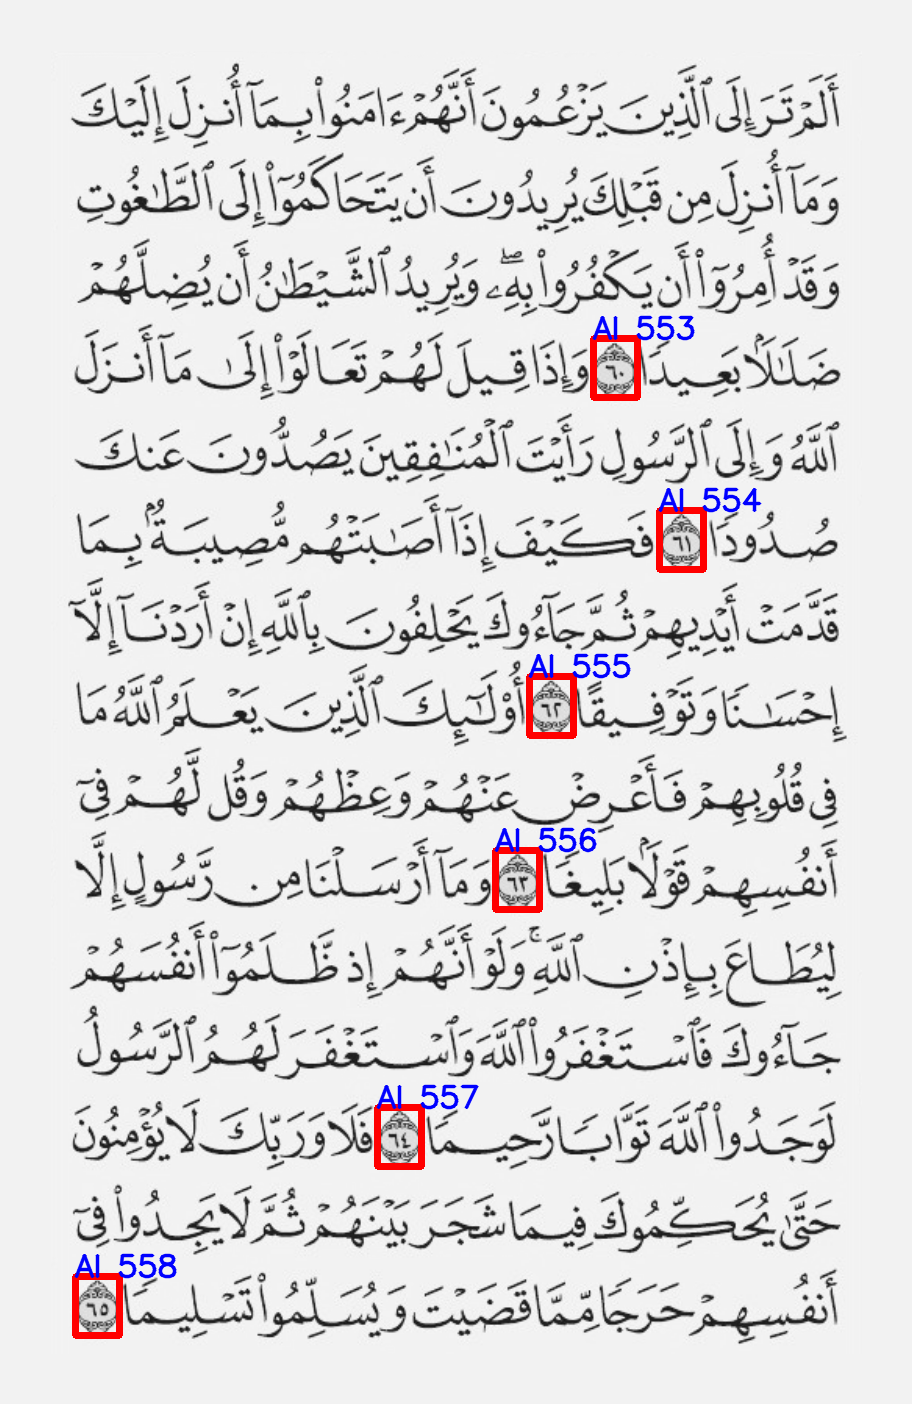 أَلَمْ تَرَ إِلَى ٱلَّذِينَ يَزْعُمُونَ أَنَّهُمْ ءَامَنُوا۟ بِمَآ أُنزِلَ إِلَيْكَ
وَمَآ أُنزِلَ مِن قَبْلِكَ يُرِيدُونَ أَن يَتَحَاكَمُوٓا۟ إِلَى ٱلطَّٰغُوتِ
وَقَدْ أُمِرُوٓا۟ أَن يَكْفُرُوا۟ بِهِۦۖ وَيُرِيدُ ٱلشَّيْطَٰنُ أَن يُضِلَّهُمْ
AI 553
ضَلَٰلًۢا بَعِيدًا ٦٠ وَإِذَا قِيلَ لَهُمْ تَعَالَوْا۟ إِلَىٰ مَآ أَنزَلَ
ٱللَّهُ وَإِلَى ٱلرَّسُولِ رَأَيْتَ ٱلْمُنَٰفِقِينَ يَصُدُّونَ عَنكَ
AI 554
صُدُودًا ٦١ فَكَيْفَ إِذَآ أَصَٰبَتْهُم مُّصِيبَةٌۢ بِمَا
قَدَّمَتْ أَيْدِيهِمْ ثُمَّ جَآءُوكَ يَحْلِفُونَ بِٱللَّهِ إِنْ أَرَدْنَآ إِلَّآ
AI 555
إِحْسَٰنًا وَتَوْفِيقًا ٦٢ أُو۟لَٰٓئِكَ ٱلَّذِينَ يَعْلَمُ ٱللَّهُ مَا
فِى قُلُوبِهِمْ فَأَعْرِضْ عَنْهُمْ وَعِظْهُمْ وَقُل لَّهُمْ فِىٓ
AI 556
أَنفُسِهِمْ قَوْلًۢا بَلِيغًا ٦٣ وَمَآ أَرْسَلْنَا مِن رَّسُولٍ إِلَّا
لِيُطَاعَ بِإِذْنِ ٱللَّهِۚ وَلَوْ أَنَّهُمْ إِذ ظَّلَمُوٓا۟ أَنفُسَهُمْ
جَآءُوكَ فَٱسْتَغْفَرُوا۟ ٱللَّهَ وَٱسْتَغْفَرَ لَهُمُ ٱلرَّسُولُ
AI 557
لَوَجَدُوا۟ ٱللَّهَ تَوَّابًا رَّحِيمًا ٦٤ فَلَا وَرَبِّكَ لَا يُؤْمِنُونَ
حَتَّىٰ يُحَكِّمُوكَ فِيمَا شَجَرَ بَيْنَهُمْ ثُمَّ لَا يَجِدُوا۟ فِىٓ
AI 558
أَنفُسِهِمْ حَرَجًا مِّمَّا قَضَيْتَ وَيُسَلِّمُوا۟ تَسْلِيمًا ٦٥